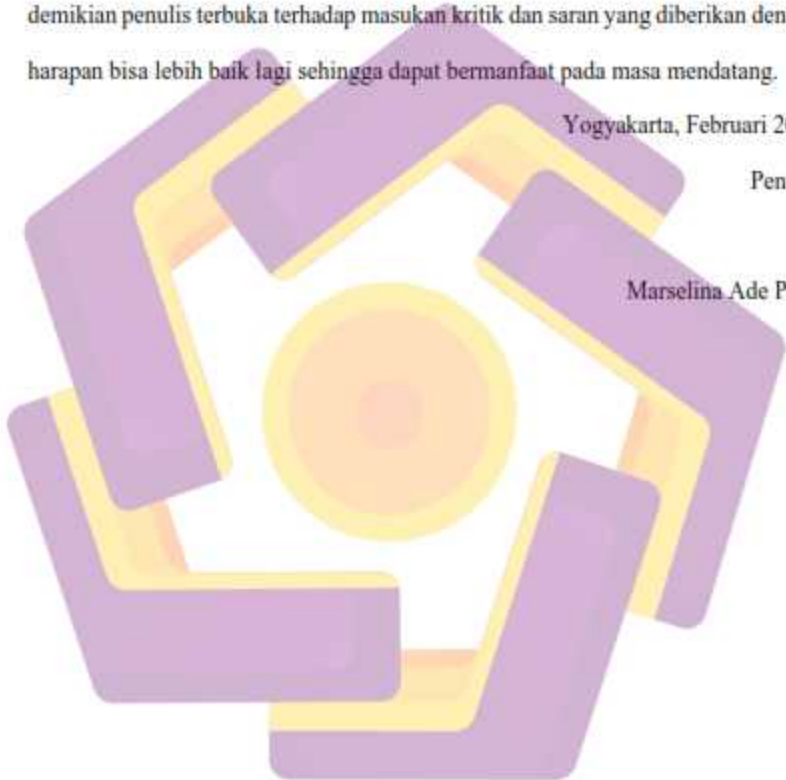 demikian penulis terbuka terhadap masukan kritik dan saran yang diberikan den
harapan bisa lebih baik lagi sehingga dapat bermanfaat pada masa mendatang.
Yogyakarta, Februari 20
Pen
Marselina Ade P